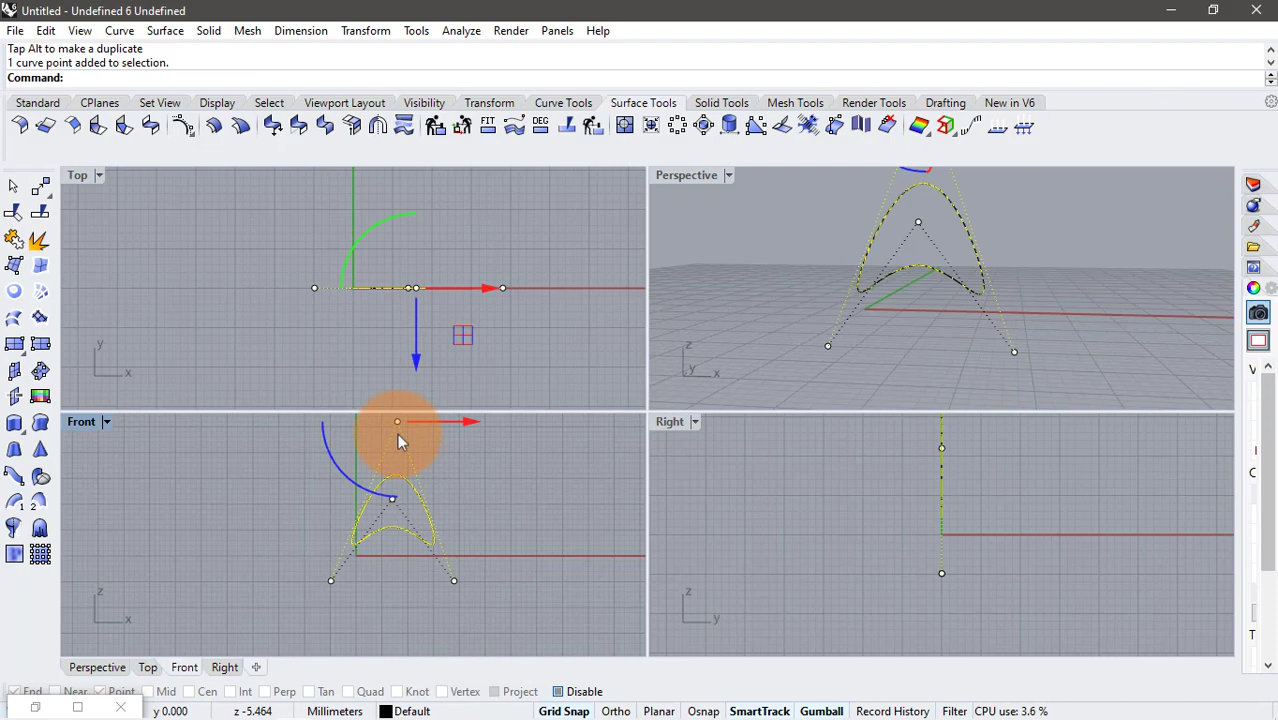 Untitled - Undefined 6 Undefined
File Edit View Curve Surface Solid Mesh Dimension Transform Tools Analyze Render Panels Help
Tap Alt to make a duplicate
1 curve point added to selection.
Command:
Standard CPlanes Set View Display Select Viewport Layout Visibility Transform Curve Tools Surface Tools Solid Tools Mesh Tools Render Tools Drafting New in V6
FIT DEG
Top
Perspective
y
x
z
y
x
Front
Right
z
x
z
y
1 2
V
C
T
Perspective Top Front Right
End Near Point Mid Cen Int Perp Tan Quad Knot Vertex Project Disable
y 0.000 z -5.464 Millimeters Default Grid Snap Ortho Planar Osnap SmartTrack Gumball Record History Filter CPU use: 3.6 %